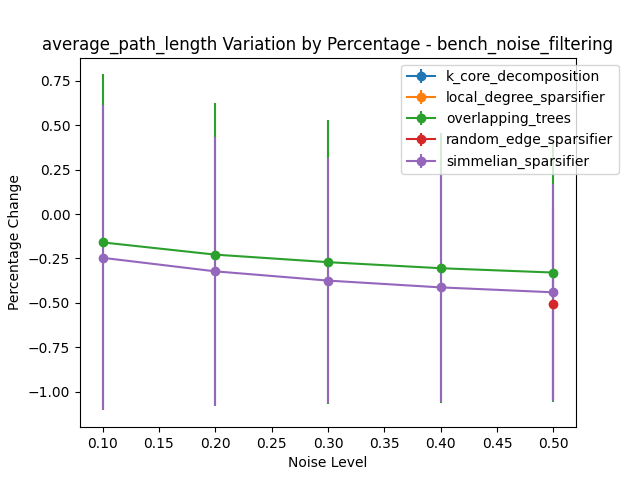 average_path_length Variation by Percentage - bench_noise_filtering
k_core_decomposition
local_degree_sparsifier
overlapping_trees
random_edge_sparsifier
simmelian_sparsifier
Percentage Change
0.75
0.50
0.25
0.00
−0.25
−0.50
−0.75
−1.00
0.10 0.15 0.20 0.25 0.30 0.35 0.40 0.45 0.50
Noise Level